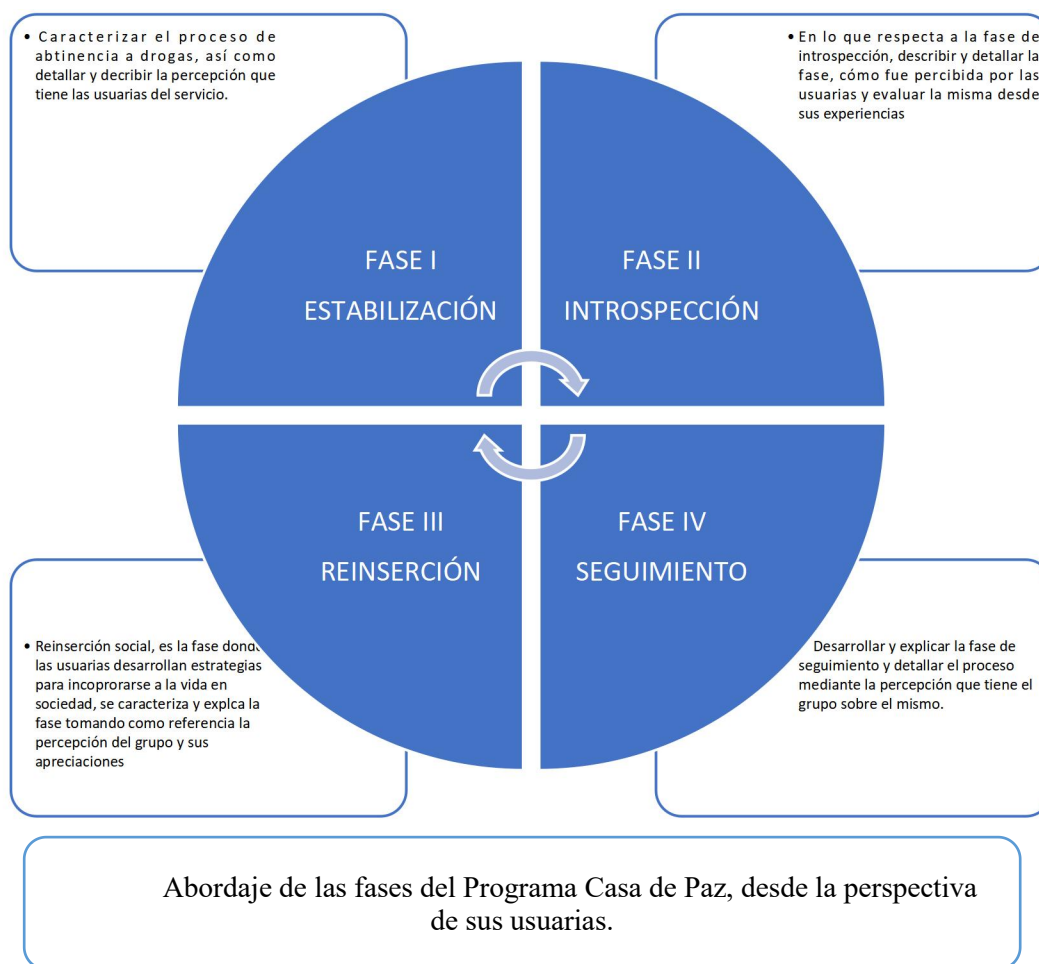 • Caracterizar el proceso de
abtinencia a drogas, así como
detallar y decribir la percepción que
tiene las usuarias del servicio.
• En lo que respecta a la fase de
introspección, describir y detallar la
fase, cómo fue percibida por las
usuarias y evaluar la misma desde
sus experiencias
FASE I
ESTABILIZACIÓN
FASE II
INTROSPECCIÓN
FASE III
REINSERCIÓN
FASE IV
SEGUIMIENTO
• Reinserción social, es la fase donde
las usuarias desarrollan estrategias
para incoprorarse a la vida en
sociedad, se caracteriza y explca la
fase tomando como referencia la
percepción del grupo y sus
apreciaciones
Desarrollar y explicar la fase de
seguimiento y detallar el proceso
mediante la percepción que tiene el
grupo sobre el mismo.
Abordaje de las fases del Programa Casa de Paz, desde la perspectiva
de sus usuarias.